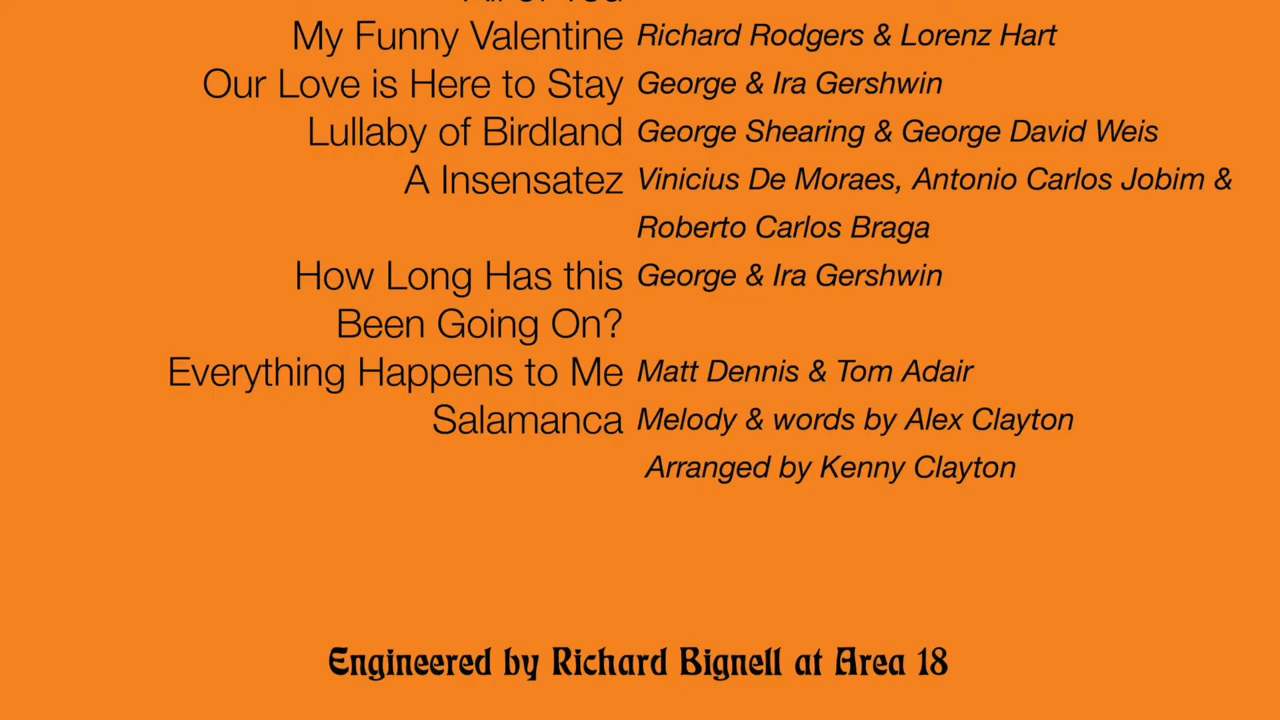 My Funny Valentine Richard Rodgers & Lorenz Hart
Our Love is Here to Stay George & Ira Gershwin
Lullaby of Birdland George Shearing & George David Weis
A Insensatez Vinicius De Moraes, Antonio Carlos Jobim &
Roberto Carlos Braga
How Long Has this George & Ira Gershwin
Been Going On?
Everything Happens to Me Matt Dennis & Tom Adair
Salamanca Melody & words by Alex Clayton
Arranged by Kenny Clayton
Engineered by Richard Bignell at Area 18